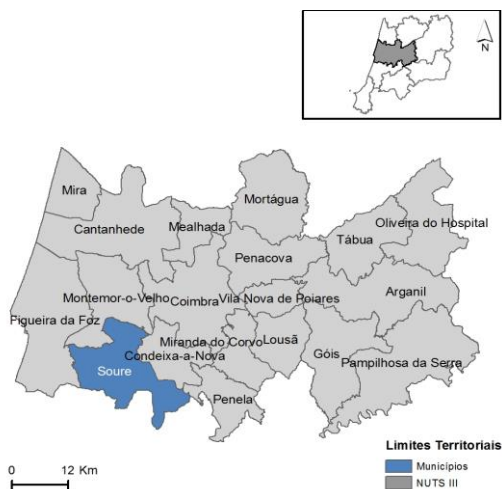 N
Mira
Mortágua
Cantanhede
Mealhada
Oliveira do Hospital
Tábua
Penacova
Arganil
Montemor-o-Velho
Coimbra
Vila Nova de Poiares
Figueira da Foz
Miranda do Corvo
Lousã
Condeixa-a-Nova
Góis
Pampilhosa da Serra
Soure
Penela
Limites Territoriais
Municípios
NUTS III
0 12 Km